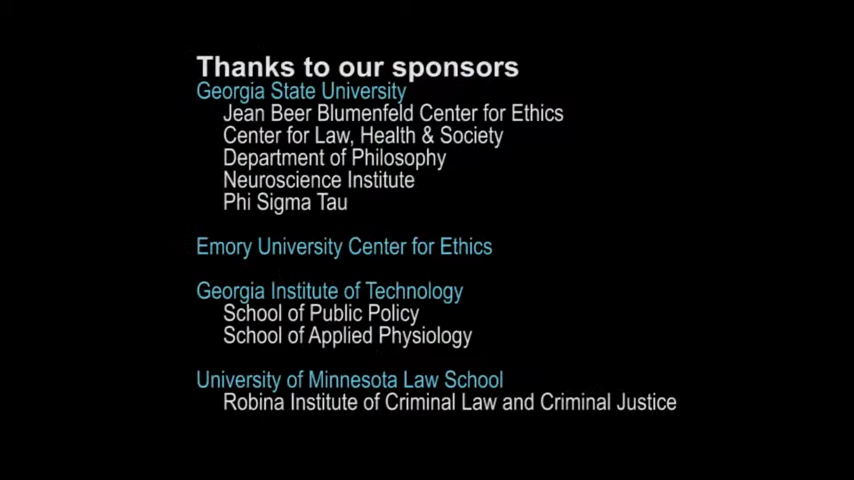 Thanks to our sponsors
Georgia State University
Jean Beer Blumenfeld Center for Ethics
Center for Law, Health & Society
Department of Philosophy
Neuroscience Institute
Phi Sigma Tau
Emory University Center for Ethics
Georgia Institute of Technology
School of Public Policy
School of Applied Physiology
University of Minnesota Law School
Robina Institute of Criminal Law and Criminal Justice